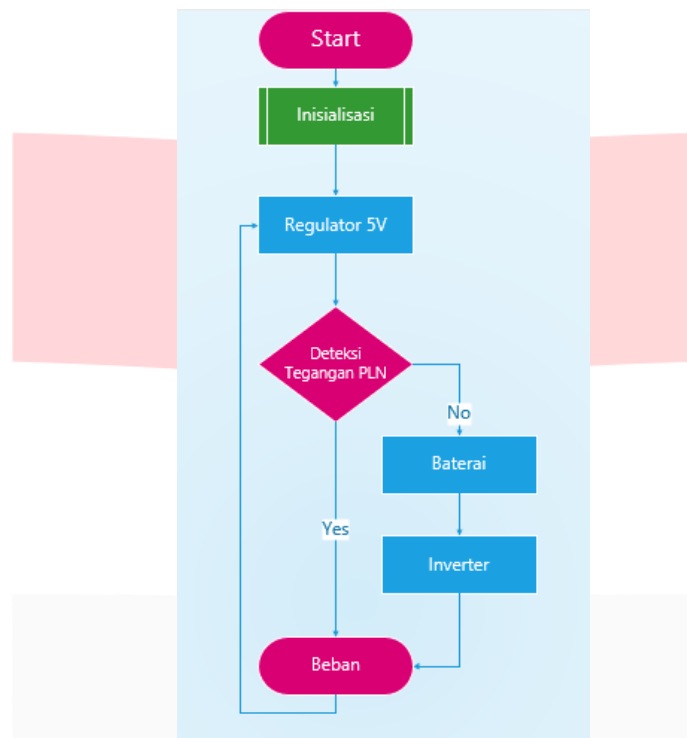 Start
Inisialisasi
Regulator 5V
Deteksi
Tegangan PLN
No
Baterai
Yes
Inverter
Beban